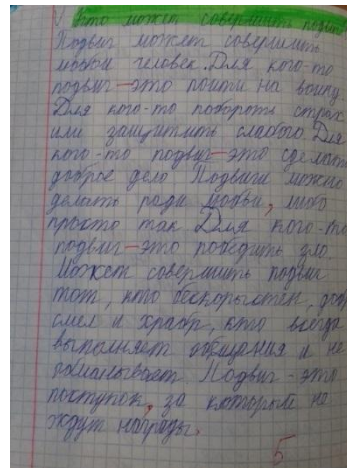 Кто может совершить подвиг
Подвиг может совершить
любой человек. Для кого-то
подвиг - это пойти на войну.
Для кого-то побороть страх
или защитить слабого. Для
кого-то подвиг - это сделать
доброе дело. Подвиги можно
делать ради любви, либо
просто так. Для кого-то
подвиг - это победить зло.
Может совершить подвиг
тот, кто бескорыстен, добр
смел и храбр, кто всегда
выполняет обещания и не
обманывает. Подвиг - это
поступок, за который не
ждут награды.
5